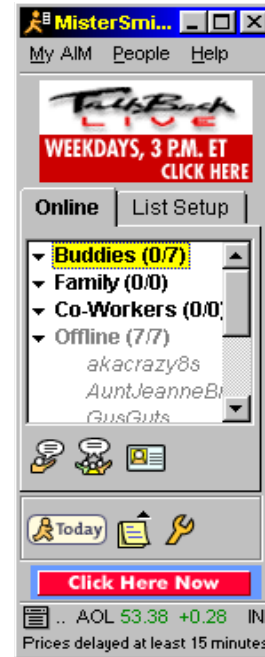 MisterSmi...
My AIM People Help
TalkBack
LIVE
WEEKDAYS, 3 P.M. ET
CLICK HERE
Online List Setup
Buddies (0/7)
Family (0/0)
Co-Workers (0/0)
Offline (7/7)
akacrazy8s
AuntJeanneBr
GusGuts
Today
Click Here Now
.. AOL 53.38 +0.28 IN
Prices delayed at least 15 minutes